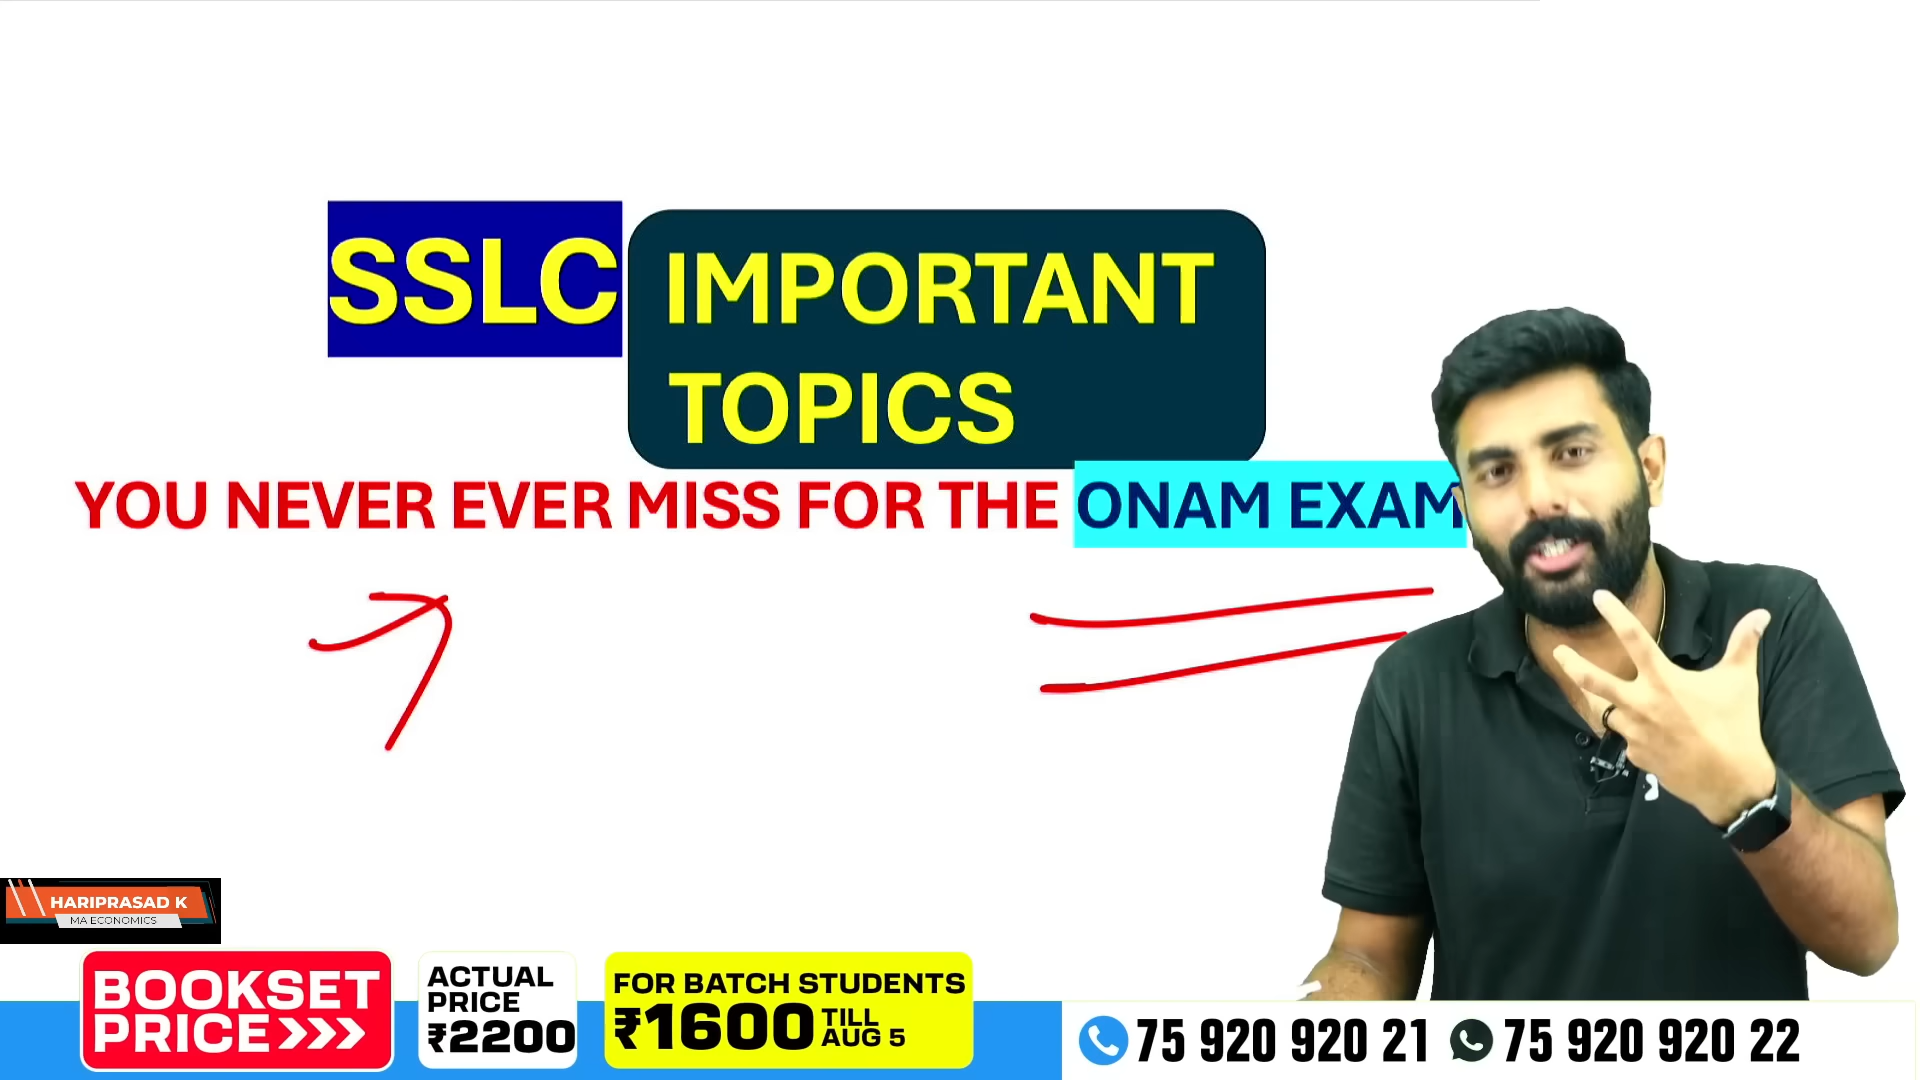 SSLC
IMPORTANT
TOPICS
YOU NEVER EVER MISS FOR THE ONAM EXAM
HARIPRASAD K
MA ECONOMICS
BOOKSET
PRICE >>>
ACTUAL
PRICE
₹2200
FOR BATCH STUDENTS
₹1600 TILL
AUG 5
75 920 920 21
75 920 920 22